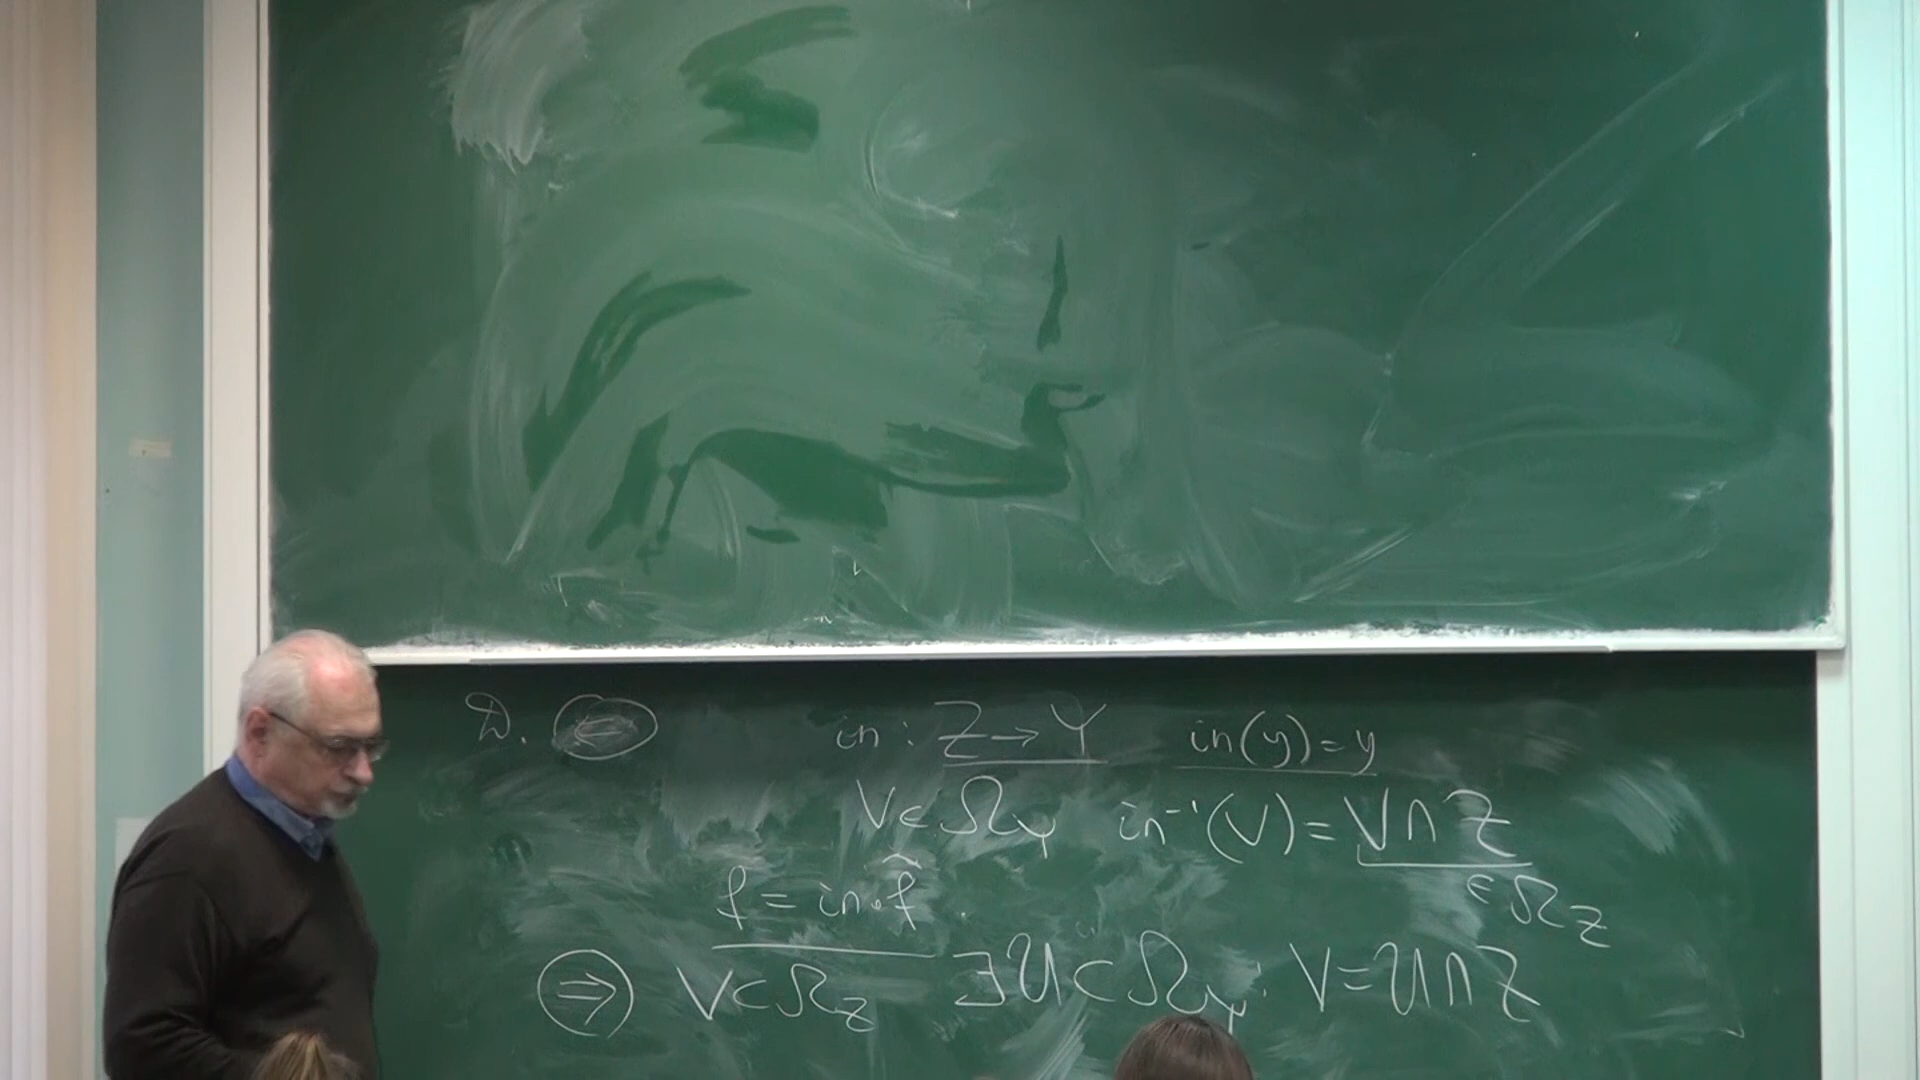 D. ⇐ in: Z → Y in(y) = y
V ⊂ Ω_Y in⁻¹(V) = V ∩ Z
∈ Ω_Z
f = in∘f̃
⇒ V ⊂ Ω_Z ∃ U ⊂ Ω_Y : V = U ∩ Z